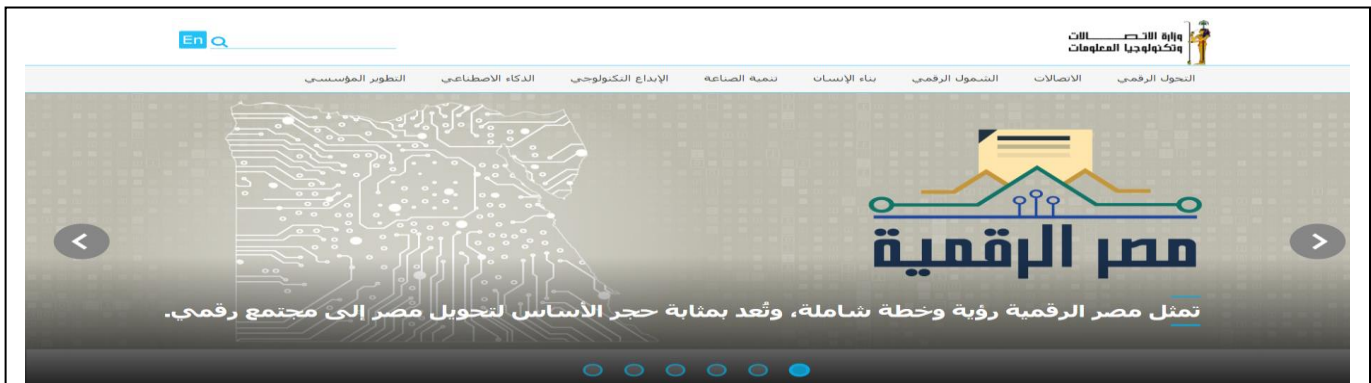 وزارة الاتصالات
وتكنولوجيا المعلومات
En
التحول الرقمي الاتصالات الشمول الرقمي بناء الإنسان تنمية الصناعة الإبداع التكنولوجي الذكاء الاصطناعي التطوير المؤسسي
مصر الرقمية
تمثل مصر الرقمية رؤية وخطة شاملة، وتُعد بمثابة حجر الأساس لتحويل مصر إلى مجتمع رقمي.